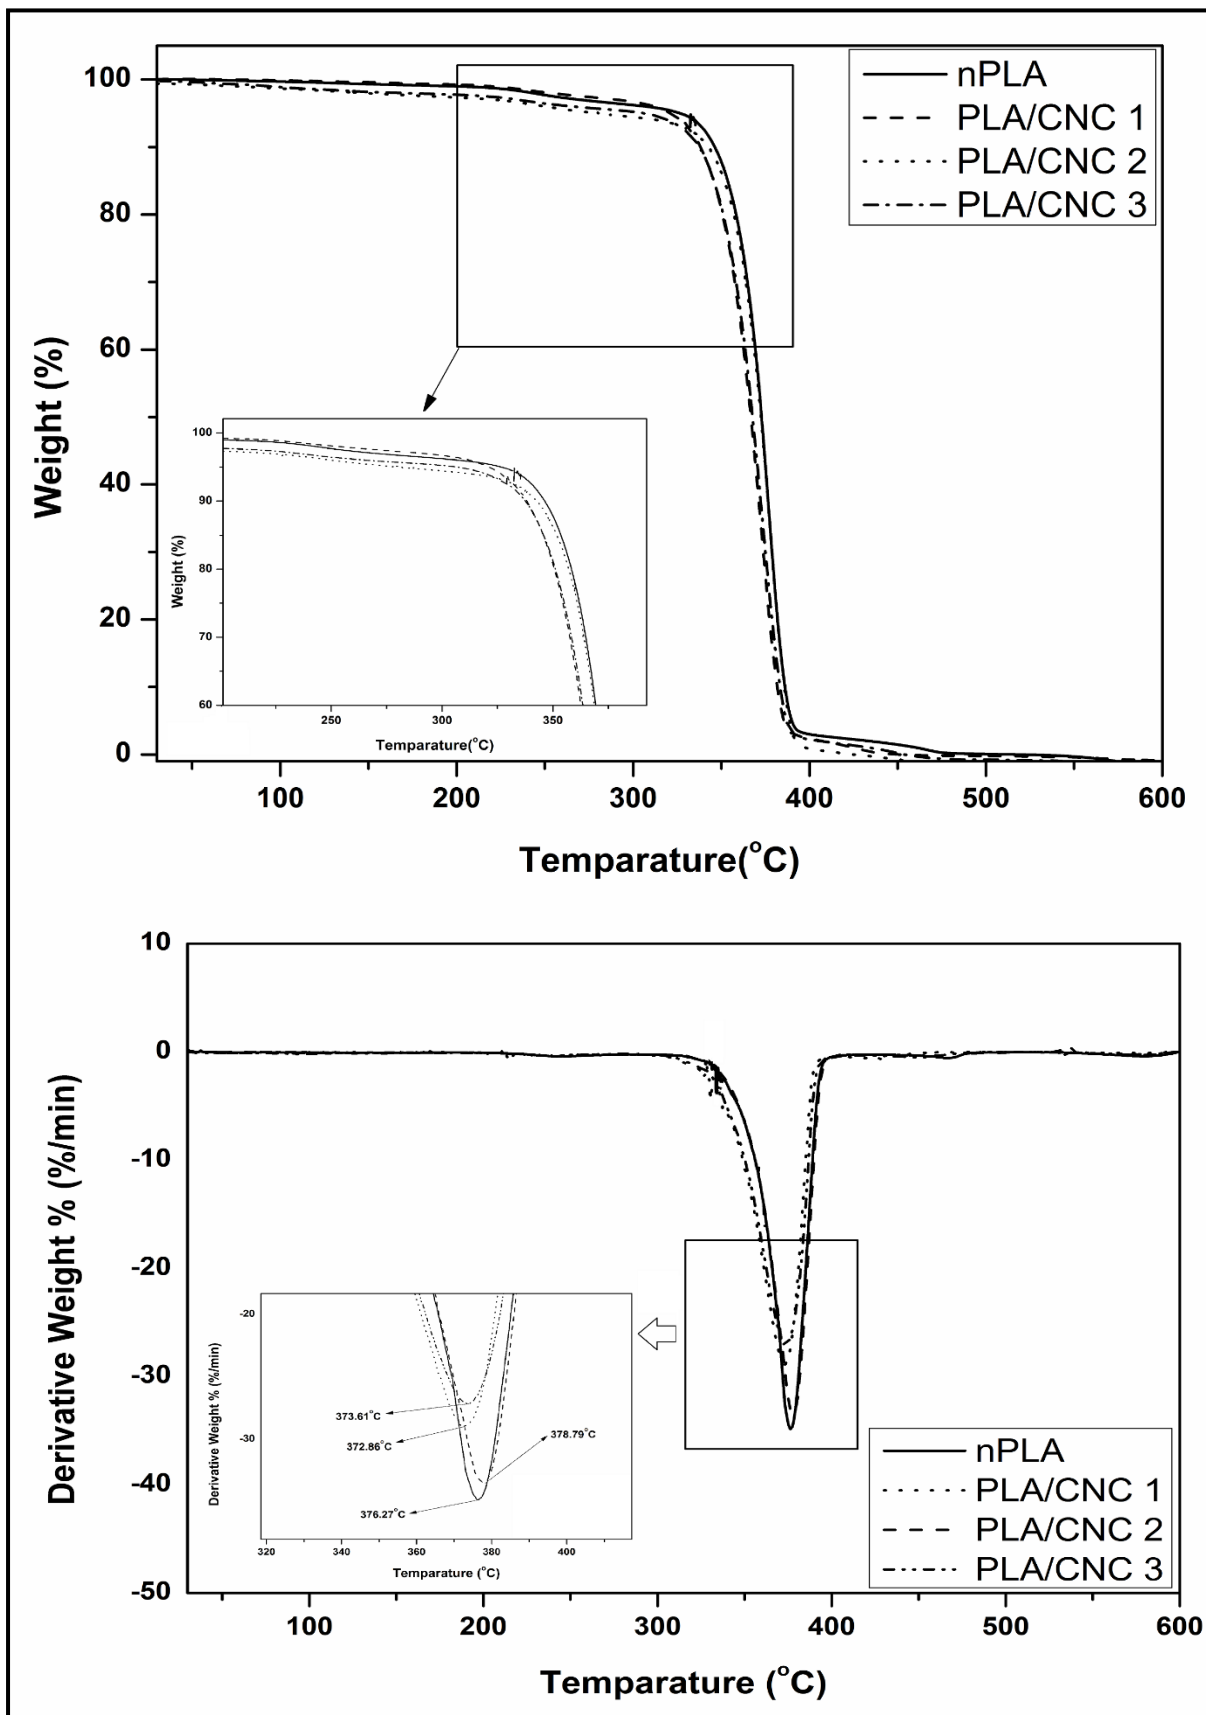 100
80
60
40
20
0
Weight (%)
nPLA
PLA/CNC 1
PLA/CNC 2
PLA/CNC 3
100
90
80
70
60
Weight (%)
250
300
350
Temparature(°C)
100
200
300
400
500
600
Temparature(°C)
10
0
-10
-20
-30
-40
-50
Derivative Weight % (%/min)
-20
-30
Derivative Weight % (%/min)
373.61°C
372.86°C
378.79°C
376.27°C
320
340
360
380
400
Temparature (°C)
nPLA
PLA/CNC 1
PLA/CNC 2
PLA/CNC 3
100
200
300
400
500
600
Temparature (°C)